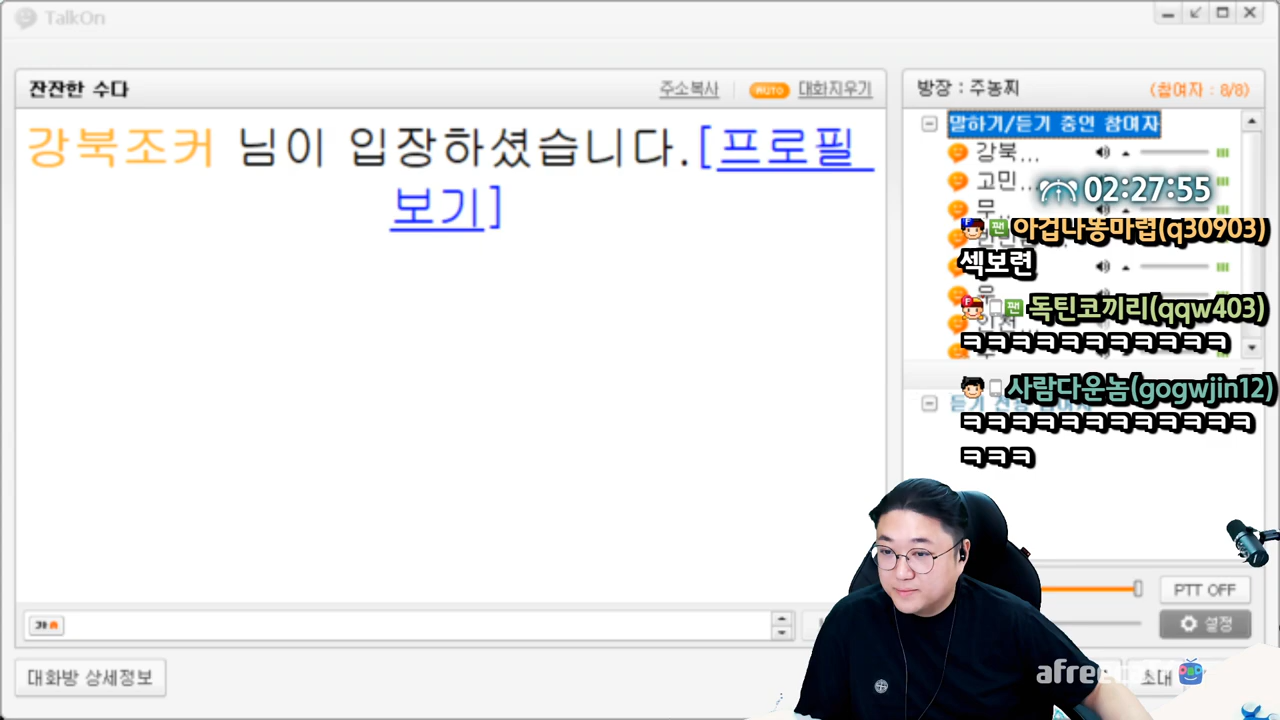 TalkOn
잔잔한 수다
주소복사
AUTO
대화지우기
강북조커 님이 입장하셨습니다.[프로필
보기]
방장 : 주농찌
(참여자 : 8/8)
말하기/듣기 중인 참여자
강북...
고민...
무..
02:27:55
팬 아겁나똥마렵(q30903)
섹보련
팬 독틴코끼리(qqw403)
ㅋㅋㅋㅋㅋㅋㅋㅋㅋㅋㅋ
사람다운놈(gogwjin12)
ㅋㅋㅋㅋㅋㅋㅋㅋㅋㅋㅋㅋ
ㅋㅋㅋ
PTT OFF
설정
가
대화방 상세정보
초대